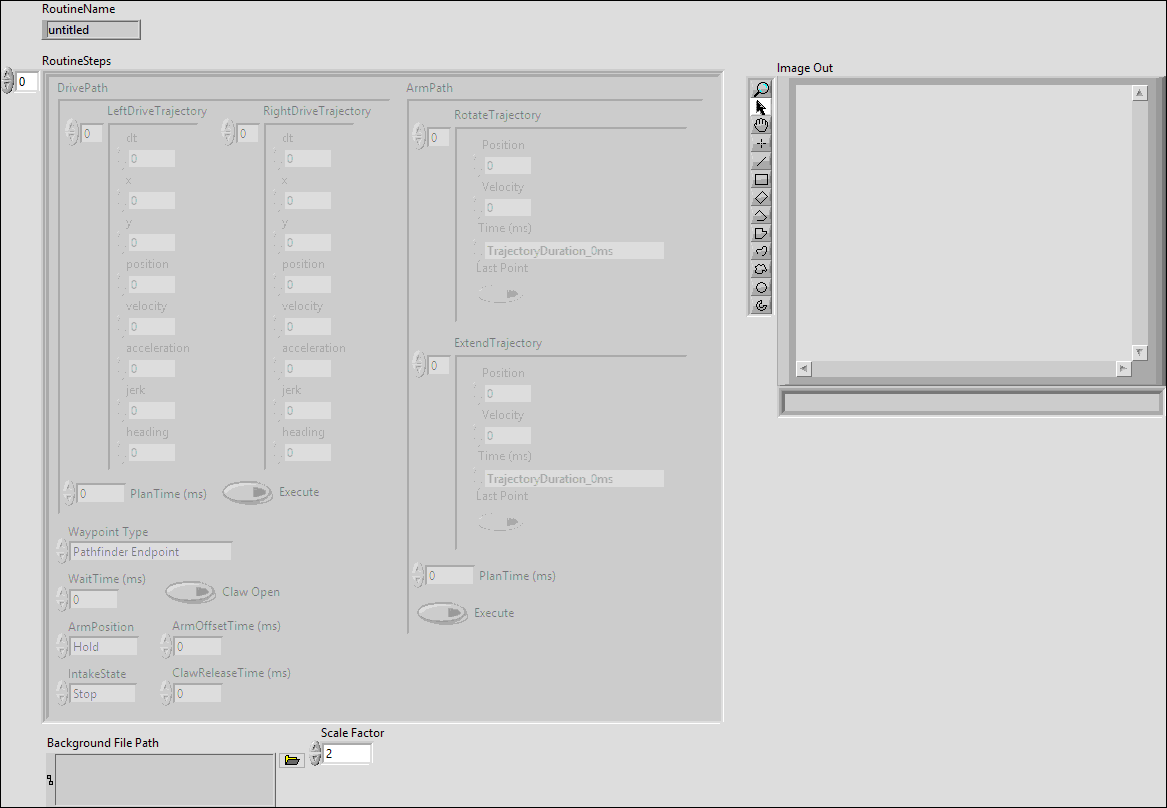 RoutineName
untitled
RoutineSteps
0
DrivePath
LeftDriveTrajectory
0
dt
0
x
0
y
0
position
0
velocity
0
acceleration
0
jerk
0
heading
0
RightDriveTrajectory
0
dt
0
x
0
y
0
position
0
velocity
0
acceleration
0
jerk
0
heading
0
0 PlanTime (ms)
Execute
Waypoint Type
Pathfinder Endpoint
WaitTime (ms)
0
Claw Open
ArmPosition
Hold
ArmOffsetTime (ms)
0
IntakeState
Stop
ClawReleaseTime (ms)
0
ArmPath
RotateTrajectory
0
Position
0
Velocity
0
Time (ms)
TrajectoryDuration_0ms
Last Point
ExtendTrajectory
0
Position
0
Velocity
0
Time (ms)
TrajectoryDuration_0ms
Last Point
0 PlanTime (ms)
Execute
Image Out
Background File Path
Scale Factor
2